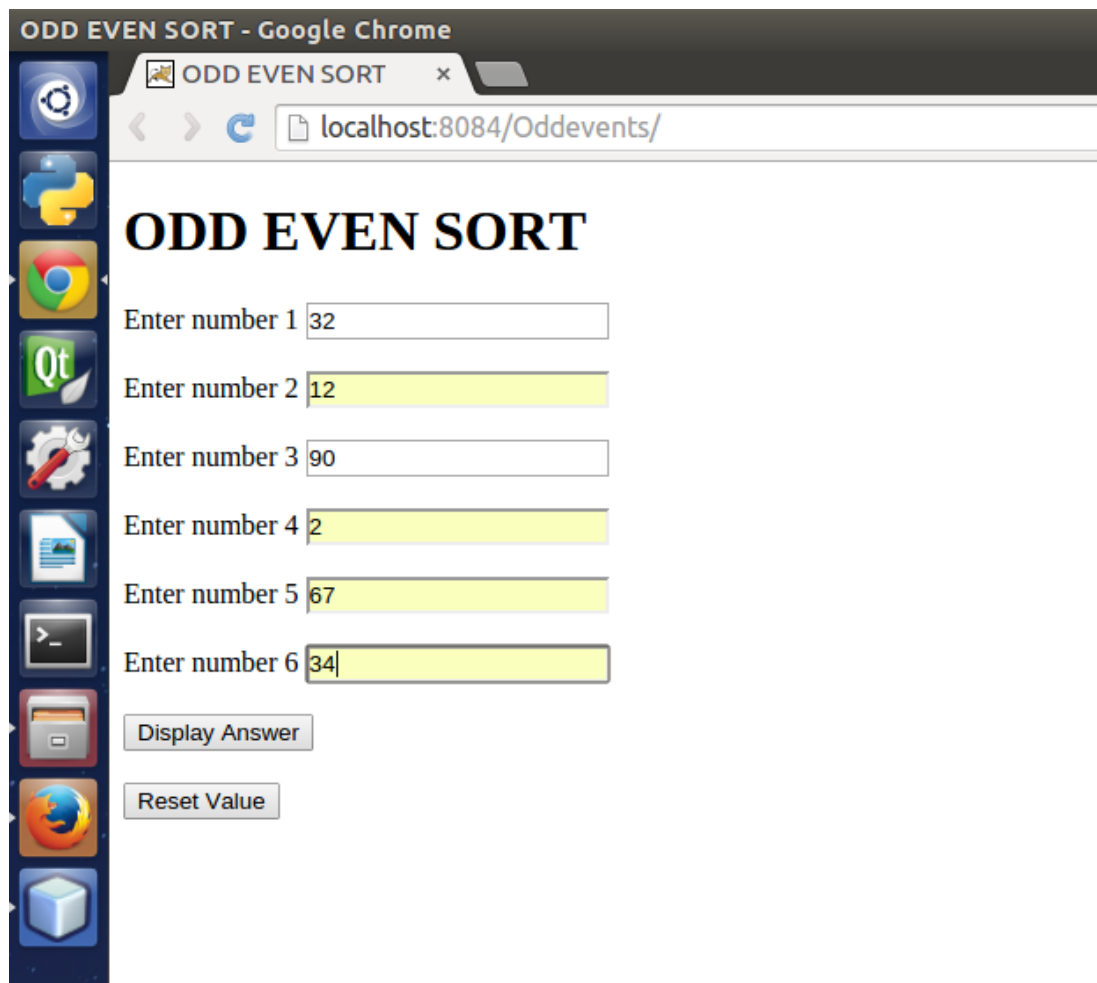 ODD EVEN SORT - Google Chrome
ODD EVEN SORT ×
localhost:8084/Oddevents/
ODD EVEN SORT
Enter number 1 32
Enter number 2 12
Enter number 3 90
Enter number 4 2
Enter number 5 67
Enter number 6 34
Display Answer
Reset Value
Qt
>_